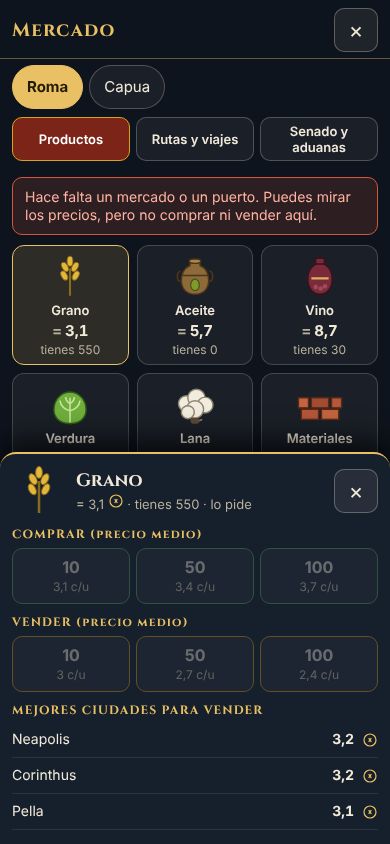 Mercado
×
Roma
Capua
Productos
Rutas y viajes
Senado y
aduanas
Hace falta un mercado o un puerto. Puedes mirar
los precios, pero no comprar ni vender aquí.
Grano
= 3,1
tienes 550
Aceite
= 5,7
tienes 0
Vino
= 8,7
tienes 30
Verdura
Lana
Materiales
Grano
= 3,1 · tienes 550 · lo pide
×
COMPRAR (PRECIO MEDIO)
10
3,1 c/u
50
3,4 c/u
100
3,7 c/u
VENDER (PRECIO MEDIO)
10
3 c/u
50
2,7 c/u
100
2,4 c/u
MEJORES CIUDADES PARA VENDER
Neapolis 3,2
Corinthus 3,2
Pella 3,1